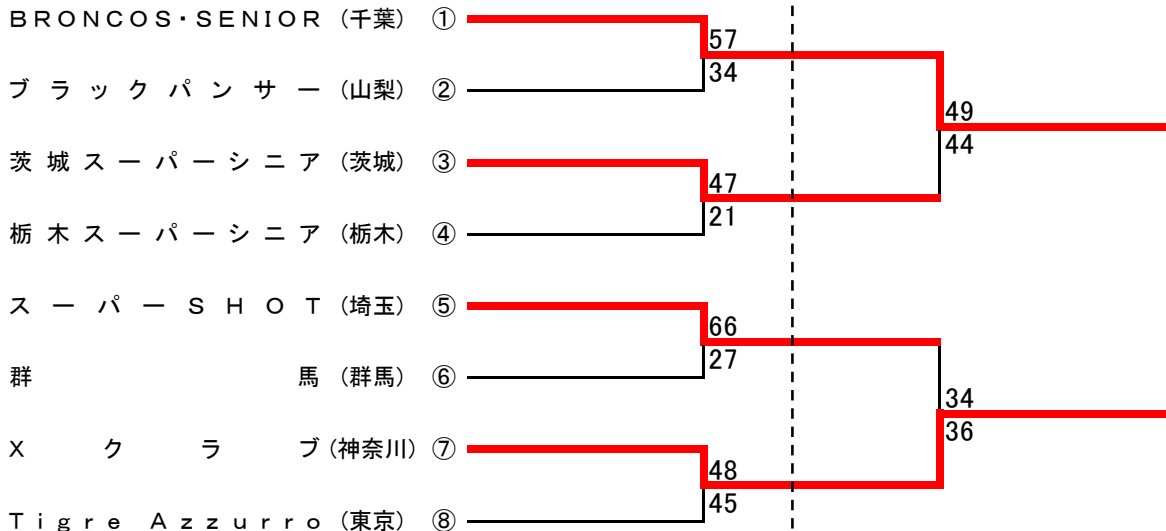 BRONCOS・SENIOR (千葉) ①
57
34
ブラックパンサー (山梨) ②
49
44
茨城スーパーシニア (茨城) ③
47
21
栃木スーパーシニア (栃木) ④
スーパーSHOT (埼玉) ⑤
66
27
群馬 (群馬) ⑥
34
36
Xクラブ (神奈川) ⑦
48
45
Tigre Azzurro (東京) ⑧